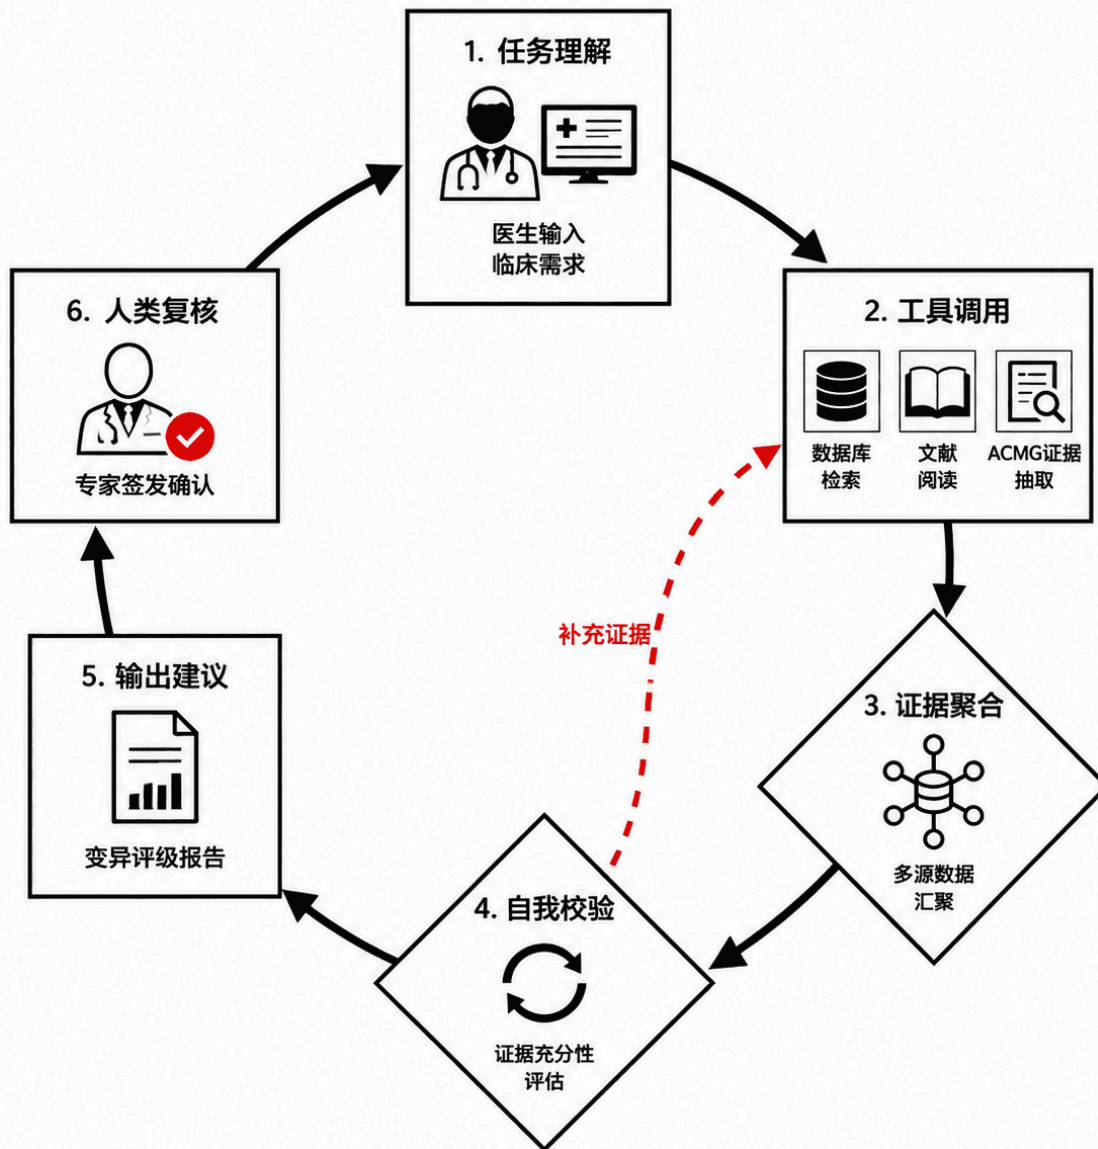 1. 任务理解
医生输入
临床需求
2. 工具调用
数据库
检索
文献
阅读
ACMG证据
抽取
3. 证据聚合
多源数据
汇聚
补充证据
4. 自我校验
证据充分性
评估
5. 输出建议
变异评级报告
6. 人类复核
专家签发确认